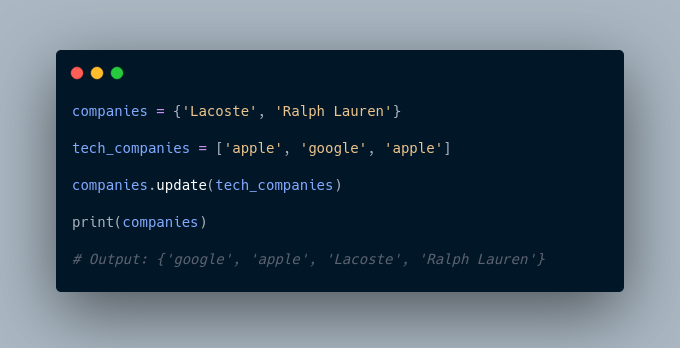 companies = {'Lacoste', 'Ralph Lauren'}
tech_companies = ['apple', 'google', 'apple']
companies.update(tech_companies)
print(companies)
# Output: {'google', 'apple', 'Lacoste', 'Ralph Lauren'}